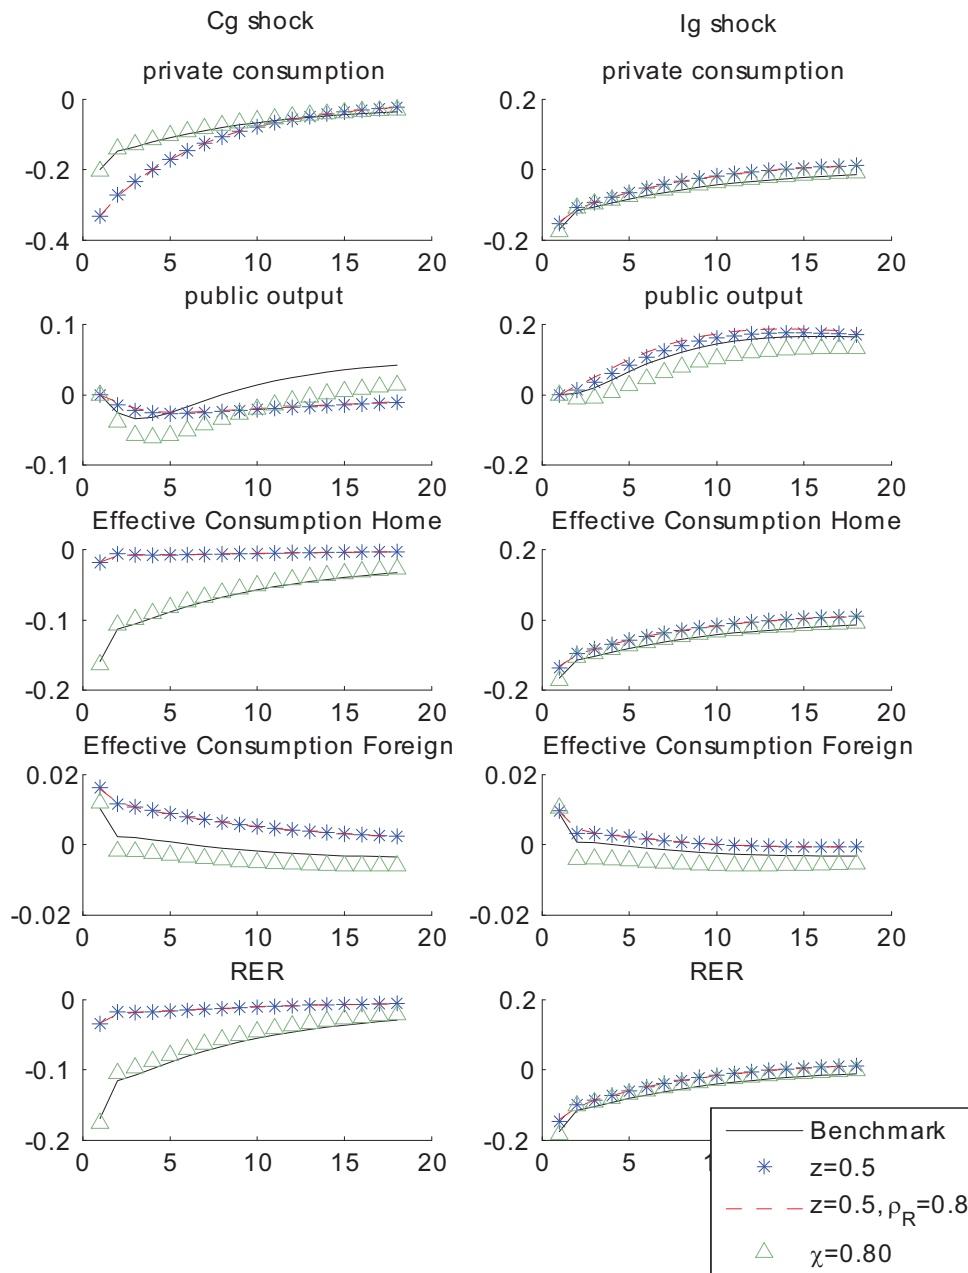 Cg shock
Ig shock
private consumption
private consumption
0
-0.2
-0.4
0 5 10 15 20
0.2
0
-0.2
0 5 10 15 20
public output
public output
0.1
0
-0.1
0 5 10 15 20
0.2
0
-0.2
0 5 10 15 20
Effective Consumption Home
Effective Consumption Home
0
-0.1
-0.2
0 5 10 15 20
0.2
0
-0.2
0 5 10 15 20
Effective Consumption Foreign
Effective Consumption Foreign
0.02
0
-0.02
0 5 10 15 20
0.02
0
-0.02
0 5 10 15 20
RER
RER
0
-0.1
-0.2
0 5 10 15 20
0.2
0
-0.2
0 5
Benchmark
z=0.5
z=0.5, ρ_R=0.8
χ=0.80